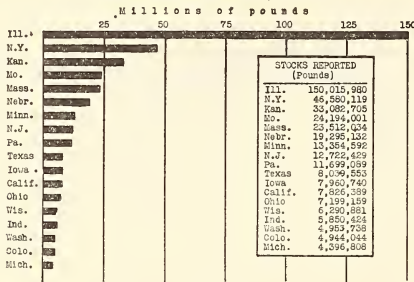 Millions of pounds
25 50 75 100 125 150
Ill.
N.Y.
Kan.
Mo.
Mass.
Nebr.
Minn.
N.J.
Pa.
Texas
Iowa
Calif.
Ohio
Wis.
Ind.
Wash.
Colo.
Mich.
STOCKS REPORTED
(Pounds)
Ill. 150,015,980
N.Y. 46,580,119
Kan. 33,082,705
Mo. 24,194,001
Mass. 23,512,034
Nebr. 19,295,132
Minn. 13,354,592
N.J. 12,722,429
Pa. 11,699,089
Texas 8,039,553
Iowa 7,960,740
Calif. 7,826,389
Ohio 7,199,159
Wis. 6,290,881
Ind. 5,850,424
Wash. 4,953,738
Colo. 4,944,044
Mich. 4,396,808